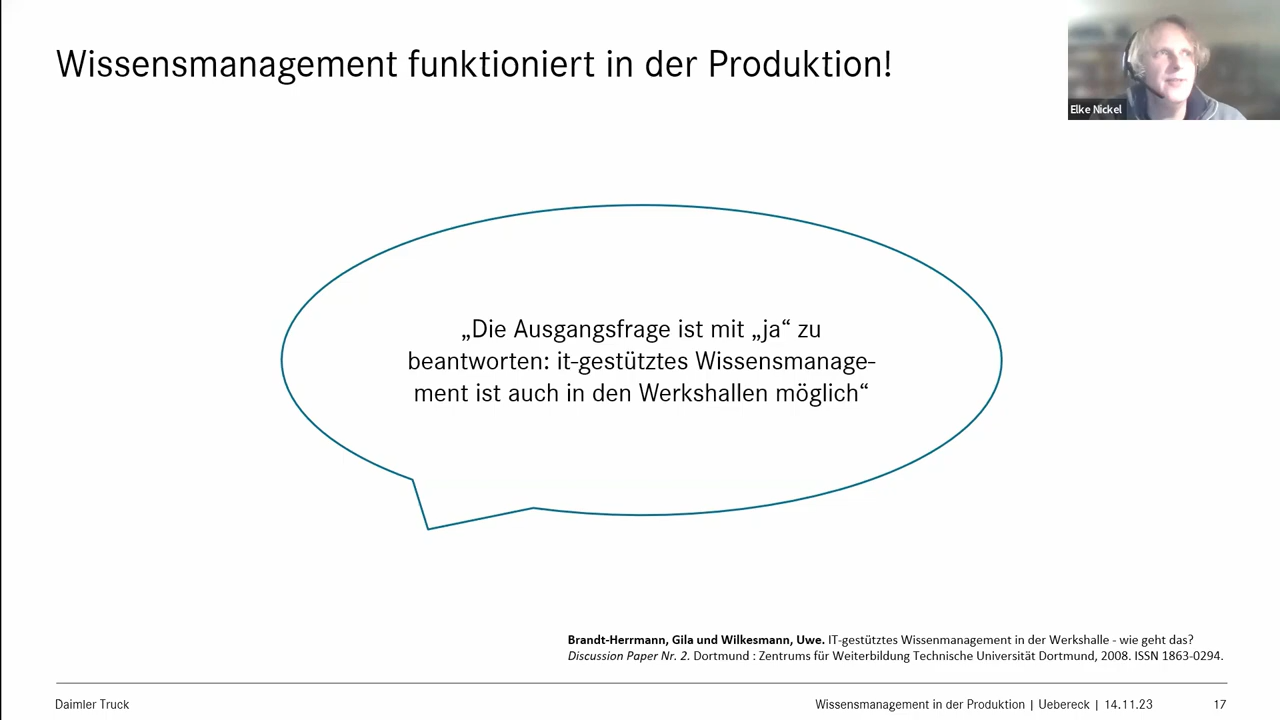 Wissensmanagement funktioniert in der Produktion!
Elke Nickel
„Die Ausgangsfrage ist mit „ja“ zu
beantworten: it-gestütztes Wissensmanage-
ment ist auch in den Werkshallen möglich“
Brandt-Herrmann, Gila und Wilkesmann, Uwe. IT-gestütztes Wissenmanagement in der Werkshalle - wie geht das?
Discussion Paper Nr. 2. Dortmund : Zentrums für Weiterbildung Technische Universität Dortmund, 2008. ISSN 1863-0294.
Daimler Truck
Wissensmanagement in der Produktion | Uebereck | 14.11.23
17